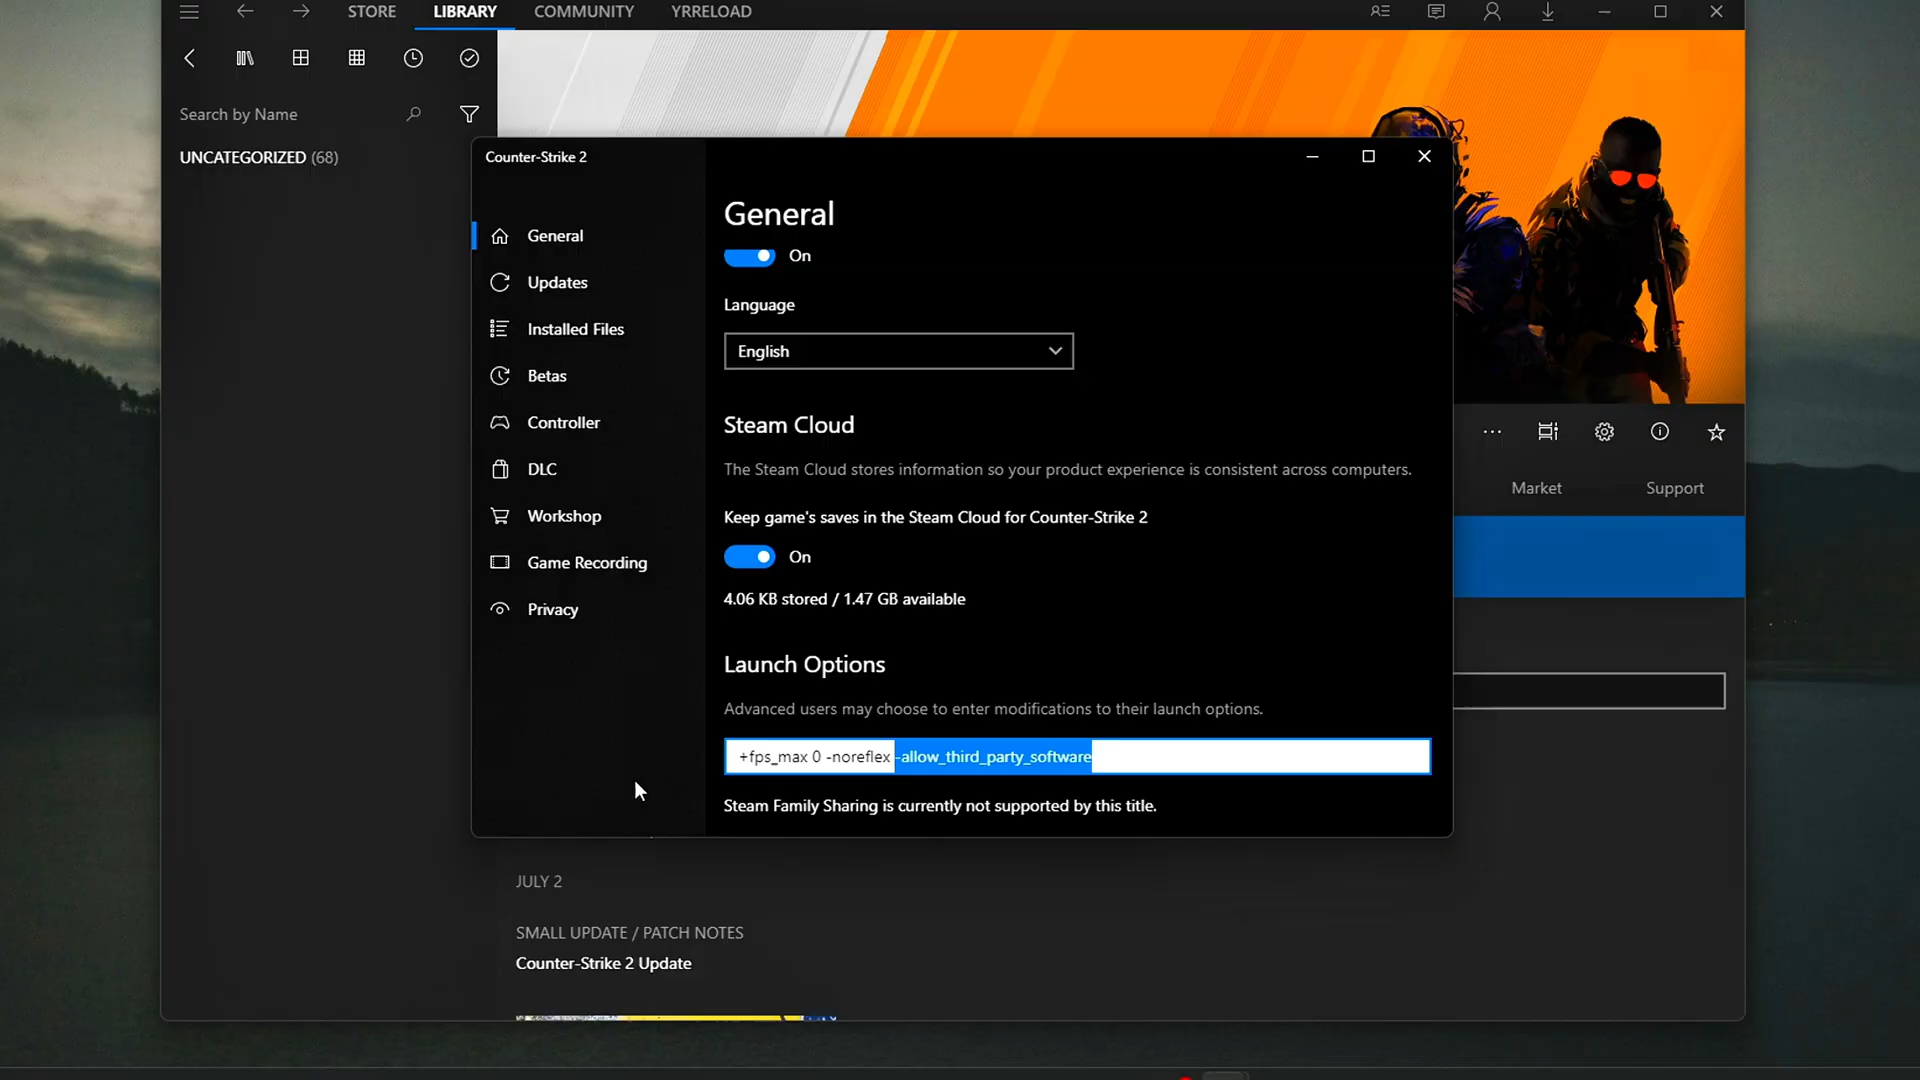 STORE LIBRARY COMMUNITY YRRELOAD
Search by Name
UNCATEGORIZED (68)
Counter-Strike 2
General
Updates
Installed Files
Betas
Controller
DLC
Workshop
Game Recording
Privacy
General
On
Language
English
Steam Cloud
The Steam Cloud stores information so your product experience is consistent across computers.
Keep game's saves in the Steam Cloud for Counter-Strike 2
On
4.06 KB stored / 1.47 GB available
Launch Options
Advanced users may choose to enter modifications to their launch options.
+fps_max 0 -noreflex -allow_third_party_software
Steam Family Sharing is currently not supported by this title.
Market Support
JULY 2
SMALL UPDATE / PATCH NOTES
Counter-Strike 2 Update